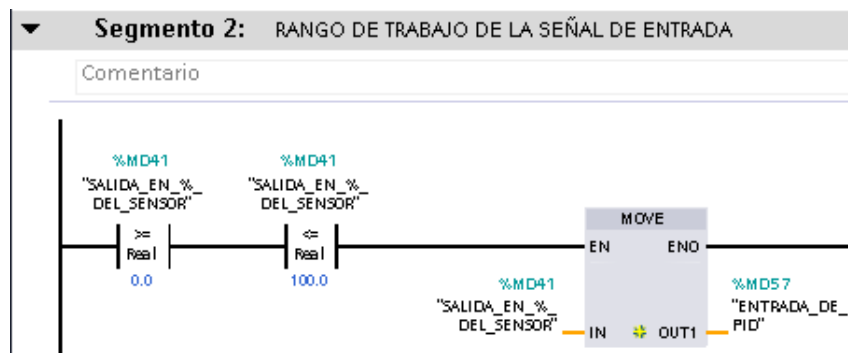 Segmento 2: RANGO DE TRABAJO DE LA SEÑAL DE ENTRADA
Comentario
%MD41
"SALIDA_EN_%_
DEL_SENSOR"
>=
Real
0.0
%MD41
"SALIDA_EN_%_
DEL_SENSOR"
<=
Real
100.0
MOVE
EN ENO
%MD41
"SALIDA_EN_%_
DEL_SENSOR"
IN OUT1
%MD57
"ENTRADA_DE_
PID"